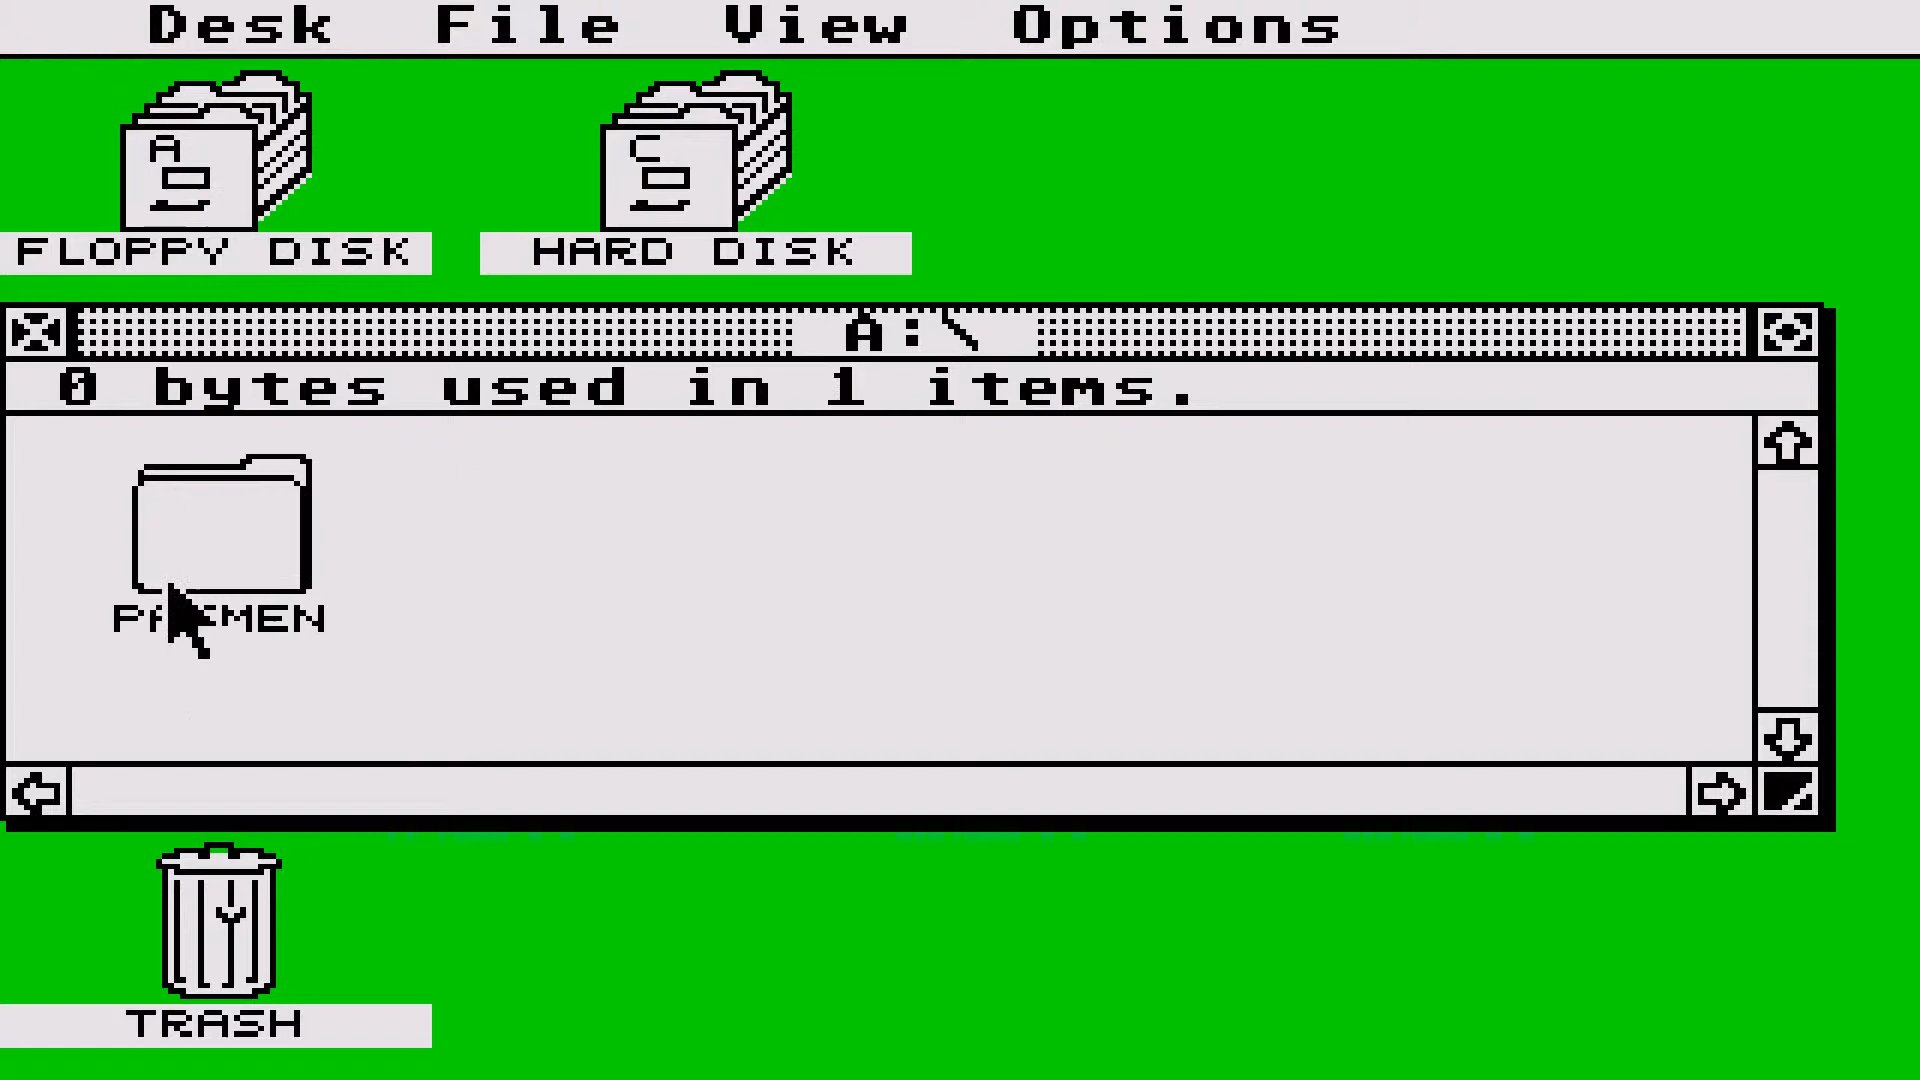 Desk File View Options
A C
FLOPPY DISK HARD DISK
A:\
0 bytes used in 1 items.
TRASH